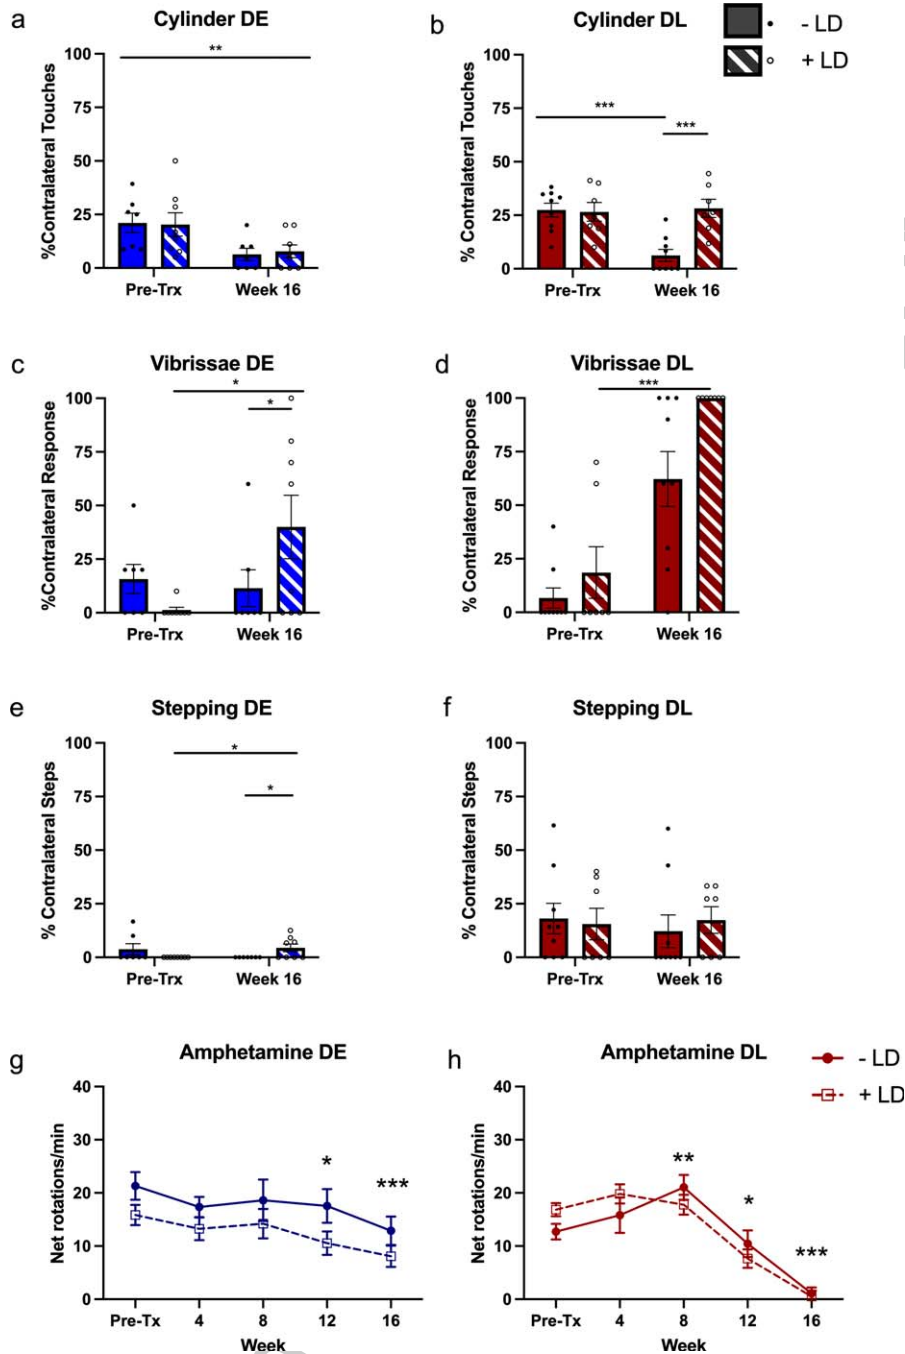 a
Cylinder DE
%Contralateral Touches
100
75
50
25
0
**
Pre-Trx
Week 16
b
Cylinder DL
% Contralateral Touches
100
75
50
25
0
***
***
Pre-Trx
Week 16
- LD
+ LD
c
Vibrissae DE
%Contralateral Response
100
75
50
25
0
*
*
Pre-Trx
Week 16
d
Vibrissae DL
% Contralateral Response
100
75
50
25
0
***
Pre-Trx
Week 16
e
Stepping DE
% Contralateral Steps
100
75
50
25
0
*
*
Pre-Trx
Week 16
f
Stepping DL
% Contralateral Steps
100
75
50
25
0
Pre-Trx
Week 16
g
Amphetamine DE
Net rotations/min
40
30
20
10
0
*
***
Pre-Tx
4
8
12
16
Week
h
Amphetamine DL
Net rotations/min
40
30
20
10
0
**
*
***
Pre-Tx
4
8
12
16
Week
- LD
+ LD